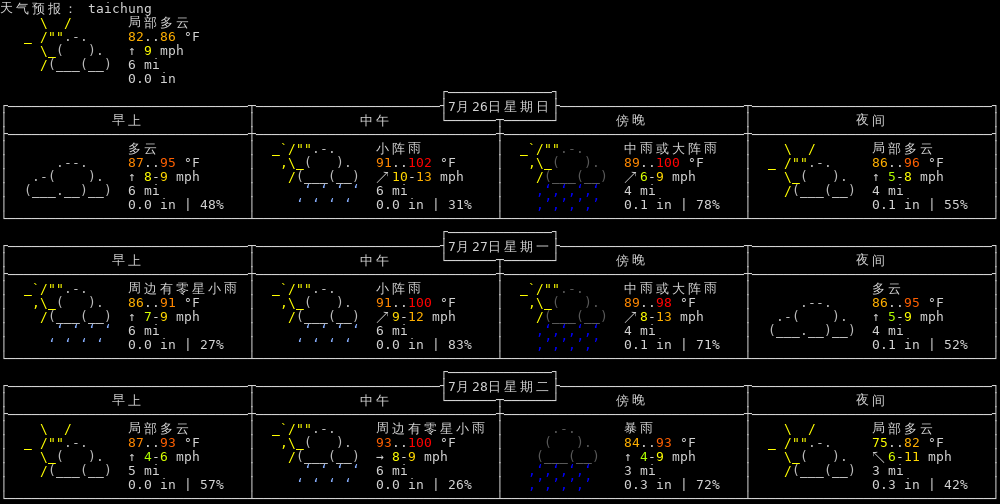 天气预报： taichung
局部多云
82..86 °F
↑ 9 mph
6 mi
0.0 in
7月26日星期日
早上 中午 傍晚 夜间
多云 小阵雨 中雨或大阵雨 局部多云
87..95 °F 91..102 °F 89..100 °F 86..96 °F
↑ 8-9 mph ↗ 10-13 mph ↗ 6-9 mph ↑ 5-8 mph
6 mi 6 mi 4 mi 4 mi
0.0 in | 48% 0.0 in | 31% 0.1 in | 78% 0.1 in | 55%
7月27日星期一
早上 中午 傍晚 夜间
周边有零星小雨 小阵雨 中雨或大阵雨 多云
86..91 °F 91..100 °F 89..98 °F 86..95 °F
↑ 7-9 mph ↗ 9-12 mph ↗ 8-13 mph ↑ 5-9 mph
6 mi 6 mi 4 mi 4 mi
0.0 in | 27% 0.0 in | 83% 0.1 in | 71% 0.1 in | 52%
7月28日星期二
早上 中午 傍晚 夜间
局部多云 周边有零星小雨 暴雨 局部多云
87..93 °F 93..100 °F 84..93 °F 75..82 °F
↑ 4-6 mph → 8-9 mph ↑ 4-9 mph ↖ 6-11 mph
5 mi 6 mi 3 mi 3 mi
0.0 in | 57% 0.0 in | 26% 0.3 in | 72% 0.3 in | 42%